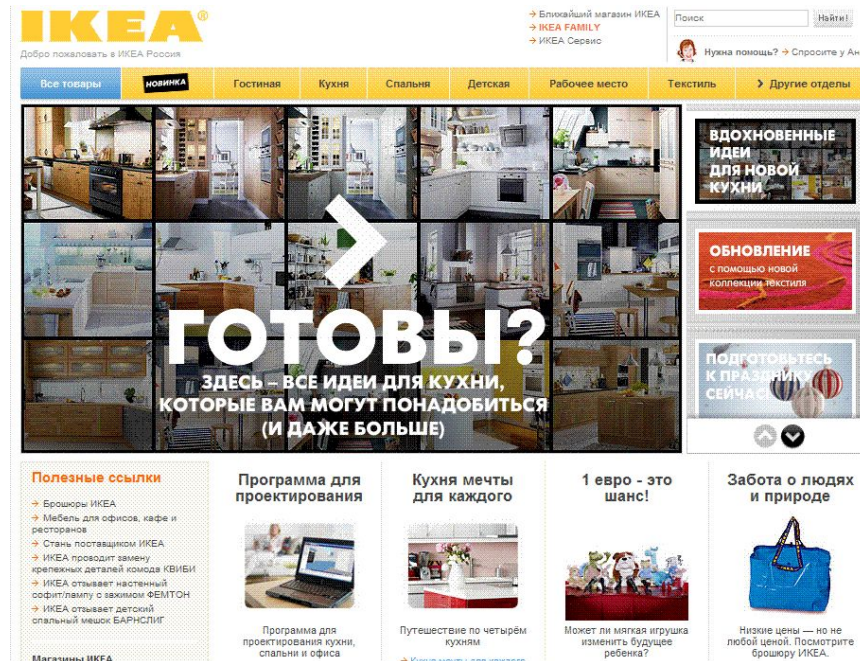 IKEA®
Добро пожаловать в ИКЕА Россия
→ Ближайший магазин ИКЕА
→ IKEA FAMILY
→ ИКЕА Сервис
Поиск
Найти!
Нужна помощь? → Спросите у Ан
Все товары
НОВИНКА
Гостиная
Кухня
Спальня
Детская
Рабочее место
Текстиль
Другие отделы
ГОТОВЫ?
ЗДЕСЬ – ВСЕ ИДЕИ ДЛЯ КУХНИ,
КОТОРЫЕ ВАМ МОГУТ ПОНАДОБИТЬСЯ
(И ДАЖЕ БОЛЬШЕ)
ВДОХНОВЕННЫЕ
ИДЕИ
ДЛЯ НОВОЙ
КУХНИ
ОБНОВЛЕНИЕ
С ПОМОЩЬЮ НОВОЙ
КОЛЛЕКЦИИ ТЕКСТИЛЯ
ПОДГОТОВЬТЕСЬ
К ПРАЗДНИКУ
СЕЙЧАС
Полезные ссылки
→ Брошюры ИКЕА
→ Мебель для офисов, кафе и
ресторанов
→ Стань поставщиком ИКЕА
→ ИКЕА проводит замену
крепежных деталей комода КВИБИ
→ ИКЕА отзывает настенный
софит/лампу с зажимом ФЕМТОН
→ ИКЕА отзывает детский
спальный мешок БАРНСЛИГ
Магазины ИКЕА
Программа для
проектирования
Программа для
проектирования кухни,
спальни и офиса
Кухня мечты
для каждого
Путешествие по четырём
кухням
→ Кухня мечты для каждого
1 евро - это
шанс!
Может ли мягкая игрушка
изменить будущее
ребенка?
Забота о людях
и природе
Низкие цены — но не
любой ценой. Посмотрите
брошюру ИКЕА.